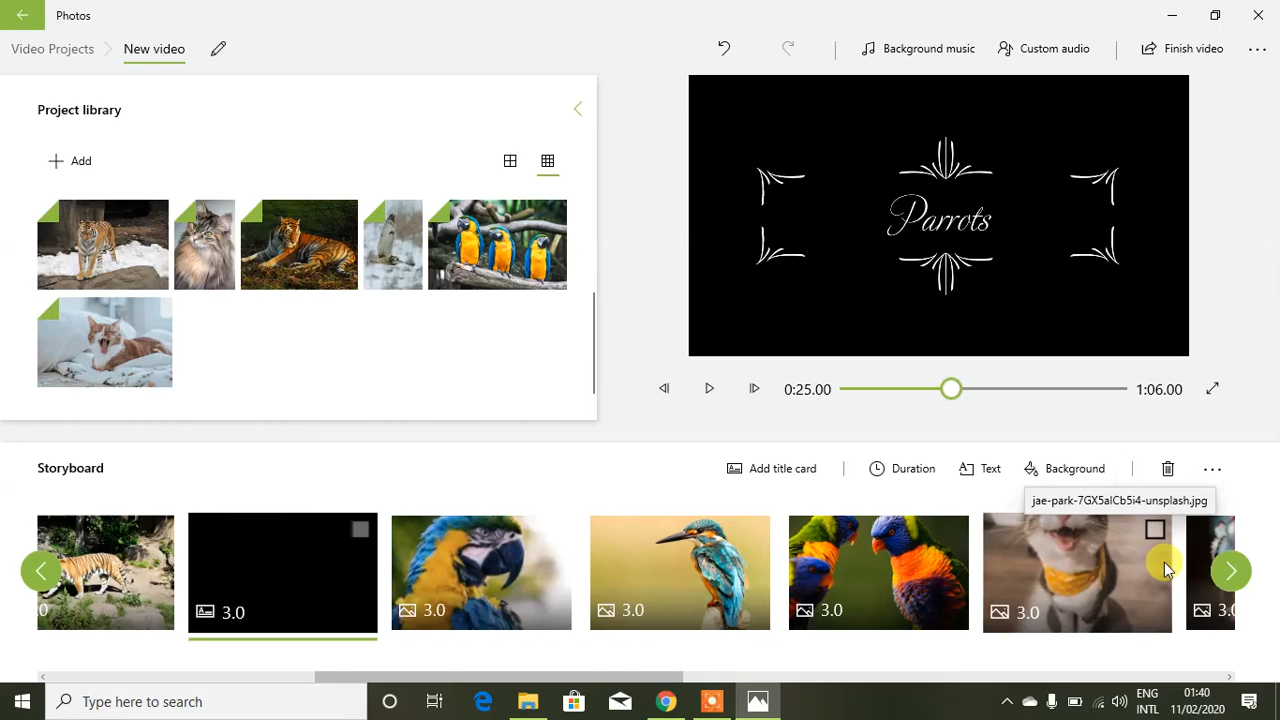 Photos
Video Projects
New video
Background music
Custom audio
Finish video
Project library
Add
Parrots
0:25.00
1:06.00
Storyboard
Add title card
Duration
Text
Background
jae-park-7GX5alCb5i4-unsplash.jpg
3.0
3.0
3.0
3.0
3.0
Type here to search
ENG
INTL
01:40
11/02/2020